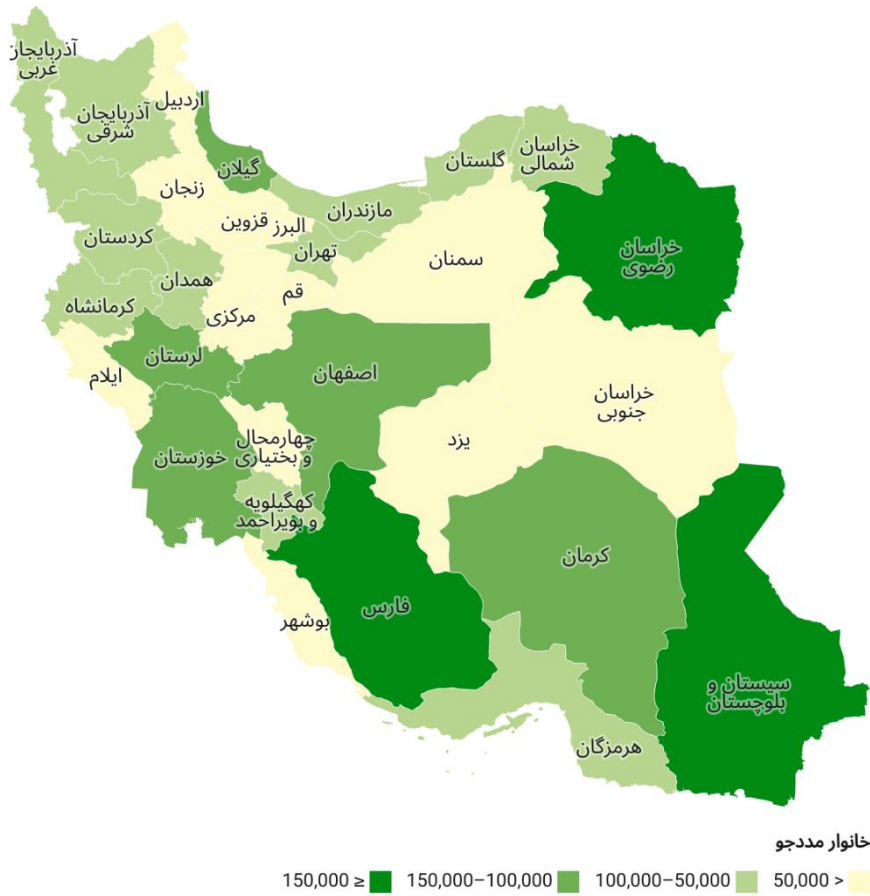 آذربایجان
غربی
اردبیل
آذربایجان
شرقی
گیلان
زنجان
گلستان
خراسان
شمالی
مازندران
البرز
قزوین
کردستان
تهران
سمنان
خراسان
رضوی
همدان
قم
مرکزی
کرمانشاه
لرستان
ایلام
اصفهان
خراسان
جنوبی
چهارمحال
و بختیاری
یزد
خوزستان
کهگیلویه
و بویراحمد
کرمان
فارس
بوشهر
سیستان و
بلوچستان
هرمزگان
خانوار مددجو
50,000 > 100,000–50,000 150,000–100,000 150,000 ≤